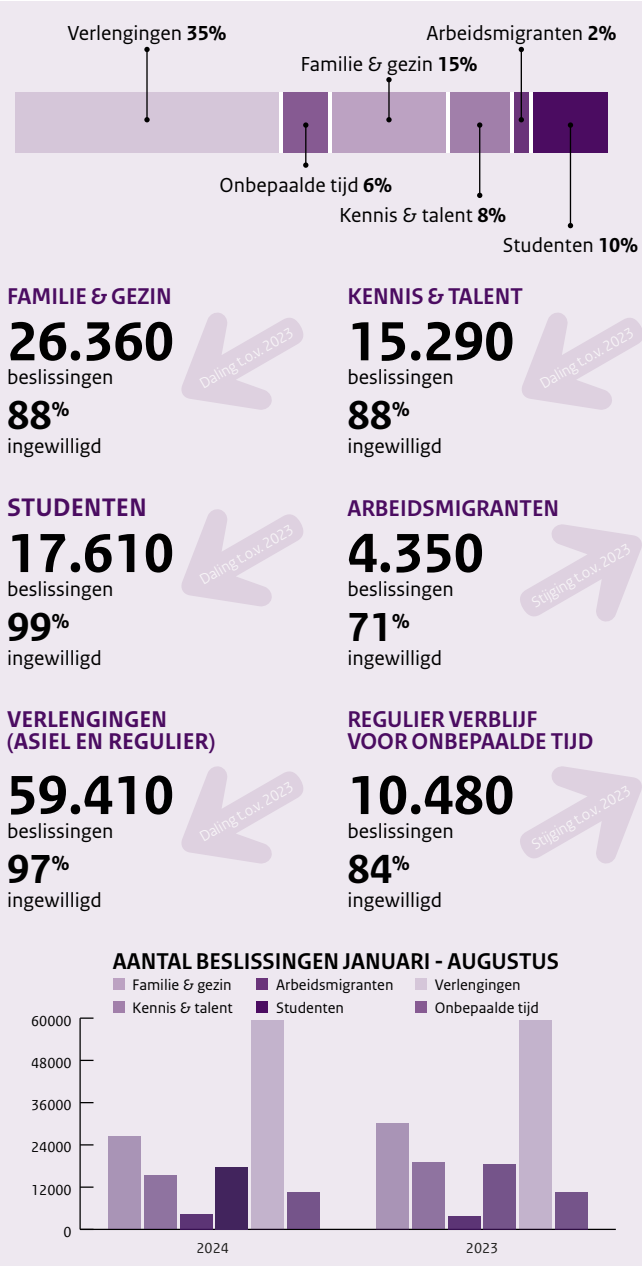 Verlengingen 35%
Arbeidsmigranten 2%
Familie & gezin 15%
Onbepaalde tijd 6%
Kennis & talent 8%
Studenten 10%
FAMILIE & GEZIN
26.360
beslissingen
88%
ingewilligd
Daling t.o.v. 2023
KENNIS & TALENT
15.290
beslissingen
88%
ingewilligd
Daling t.o.v. 2023
STUDENTEN
17.610
beslissingen
99%
ingewilligd
Daling t.o.v. 2023
ARBEIDSMIGRANTEN
4.350
beslissingen
71%
ingewilligd
Stijging t.o.v. 2023
VERLENGINGEN
(ASIEL EN REGULIER)
59.410
beslissingen
97%
ingewilligd
Daling t.o.v. 2023
REGULIER VERBLIJF
VOOR ONBEPAALDE TIJD
10.480
beslissingen
84%
ingewilligd
Stijging t.o.v. 2023
AANTAL BESLISSINGEN JANUARI - AUGUSTUS
Familie & gezin Arbeidsmigranten Verlengingen
Kennis & talent Studenten Onbepaalde tijd
60000
48000
36000
24000
12000
0
2024 2023